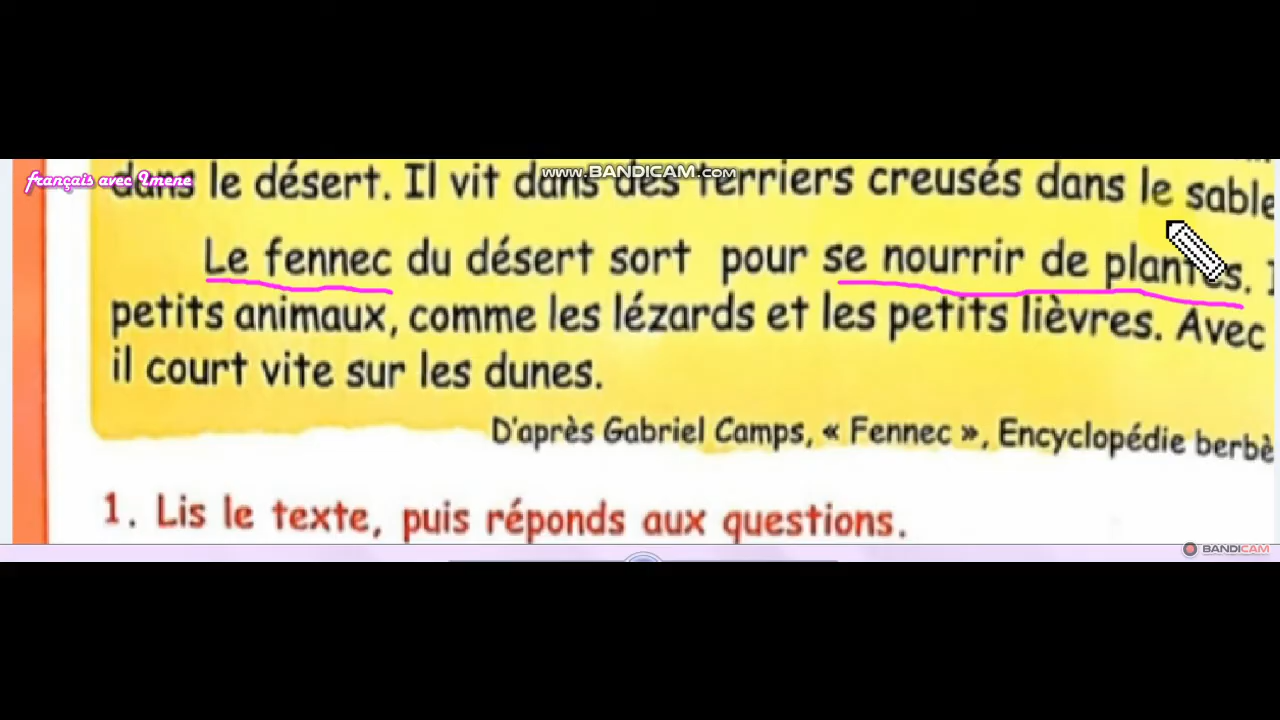 www.BANDICAM.com
français avec Imene
dans le désert. Il vit dans des terriers creusés dans le sable
Le fennec du désert sort pour se nourrir de plantes.
petits animaux, comme les lézards et les petits lièvres. Avec
il court vite sur les dunes.
D'après Gabriel Camps, « Fennec », Encyclopédie berbè
1. Lis le texte, puis réponds aux questions.
BANDICAM